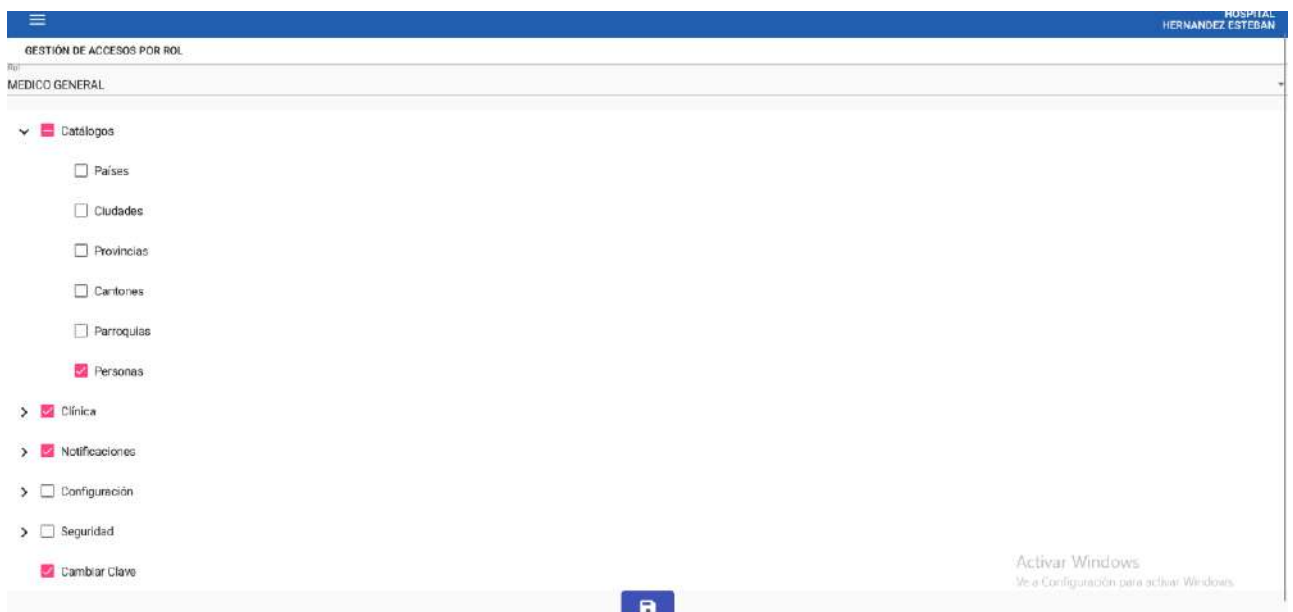 HOSPITAL
HERNANDEZ ESTEBAN
GESTIÓN DE ACCESOS POR ROL
Rol
MEDICO GENERAL
Catálogos
Países
Ciudades
Provincias
Cantones
Parroquias
Personas
Clínica
Notificaciones
Configuración
Seguridad
Cambiar Clave
Activar Windows
Ve a Configuración para activar Windows.